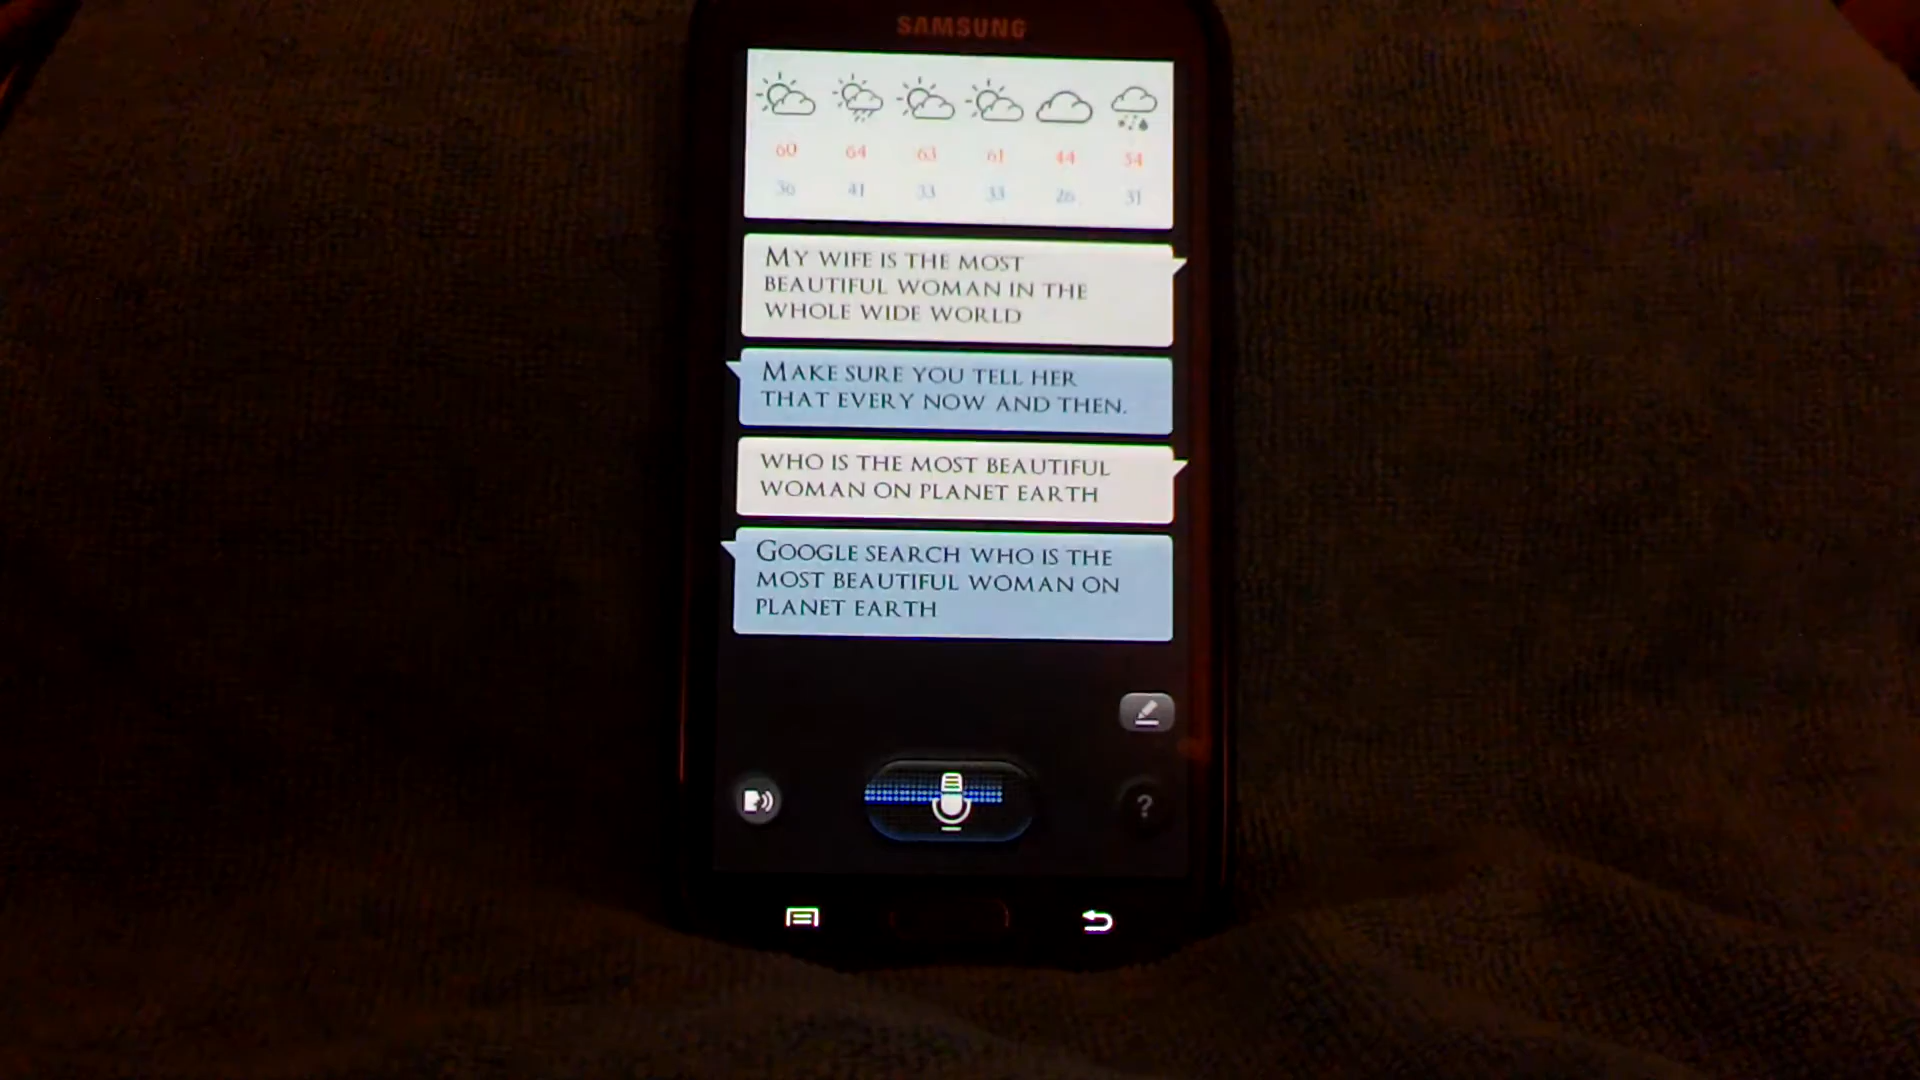 SAMSUNG
60 64 63 61 44 54
36 41 33 33 26 31
MY WIFE IS THE MOST
BEAUTIFUL WOMAN IN THE
WHOLE WIDE WORLD
MAKE SURE YOU TELL HER
THAT EVERY NOW AND THEN.
WHO IS THE MOST BEAUTIFUL
WOMAN ON PLANET EARTH
GOOGLE SEARCH WHO IS THE
MOST BEAUTIFUL WOMAN ON
PLANET EARTH
?